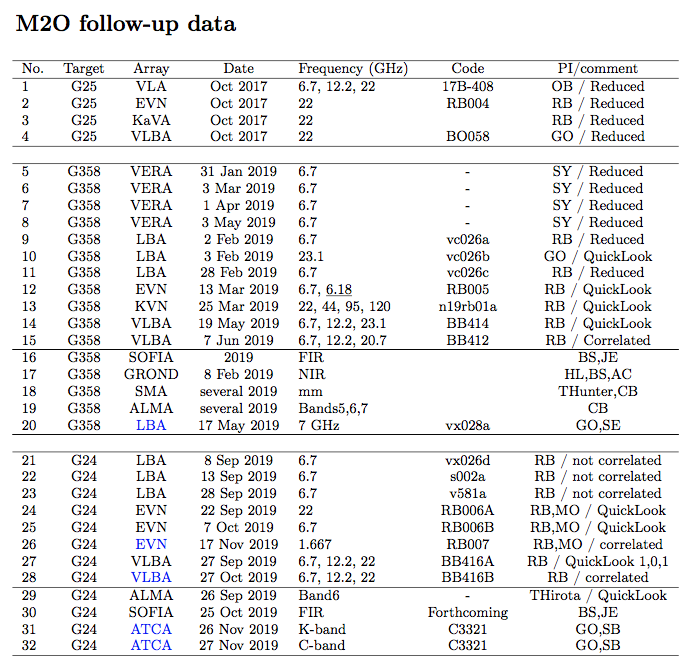 M2O follow-up data
No. Target Array Date Frequency (GHz) Code PI/comment
1 G25 VLA Oct 2017 6.7, 12.2, 22 17B-408 OB / Reduced
2 G25 EVN Oct 2017 22 RB004 RB / Reduced
3 G25 KaVA Oct 2017 22 RB / Reduced
4 G25 VLBA Oct 2017 22 BO058 GO / Reduced
5 G358 VERA 31 Jan 2019 6.7 - SY / Reduced
6 G358 VERA 3 Mar 2019 6.7 - SY / Reduced
7 G358 VERA 1 Apr 2019 6.7 - SY / Reduced
8 G358 VERA 3 May 2019 6.7 - SY / Reduced
9 G358 LBA 2 Feb 2019 6.7 vc026a RB / Reduced
10 G358 LBA 3 Feb 2019 23.1 vc026b GO / QuickLook
11 G358 LBA 28 Feb 2019 6.7 vc026c RB / Reduced
12 G358 EVN 13 Mar 2019 6.7, 6.18 RB005 RB / QuickLook
13 G358 KVN 25 Mar 2019 22, 44, 95, 120 n19rb01a RB / QuickLook
14 G358 VLBA 19 May 2019 6.7, 12.2, 23.1 BB414 RB / QuickLook
15 G358 VLBA 7 Jun 2019 6.7, 12.2, 20.7 BB412 RB / Correlated
16 G358 SOFIA 2019 FIR BS,JE
17 G358 GROND 8 Feb 2019 NIR HL,BS,AC
18 G358 SMA several 2019 mm THunter,CB
19 G358 ALMA several 2019 Bands5,6,7 CB
20 G358 LBA 17 May 2019 7 GHz vx028a GO,SE
21 G24 LBA 8 Sep 2019 6.7 vx026d RB / not correlated
22 G24 LBA 13 Sep 2019 6.7 s002a RB / not correlated
23 G24 LBA 28 Sep 2019 6.7 v581a RB / not correlated
24 G24 EVN 22 Sep 2019 22 RB006A RB,MO / QuickLook
25 G24 EVN 7 Oct 2019 6.7 RB006B RB,MO / QuickLook
26 G24 EVN 17 Nov 2019 1.667 RB007 RB,MO / correlated
27 G24 VLBA 27 Sep 2019 6.7, 12.2, 22 BB416A RB / QuickLook 1,0,1
28 G24 VLBA 27 Oct 2019 6.7, 12.2, 22 BB416B RB / correlated
29 G24 ALMA 26 Sep 2019 Band6 - THirota / QuickLook
30 G24 SOFIA 25 Oct 2019 FIR Forthcoming BS,JE
31 G24 ATCA 26 Nov 2019 K-band C3321 GO,SB
32 G24 ATCA 27 Nov 2019 C-band C3321 GO,SB